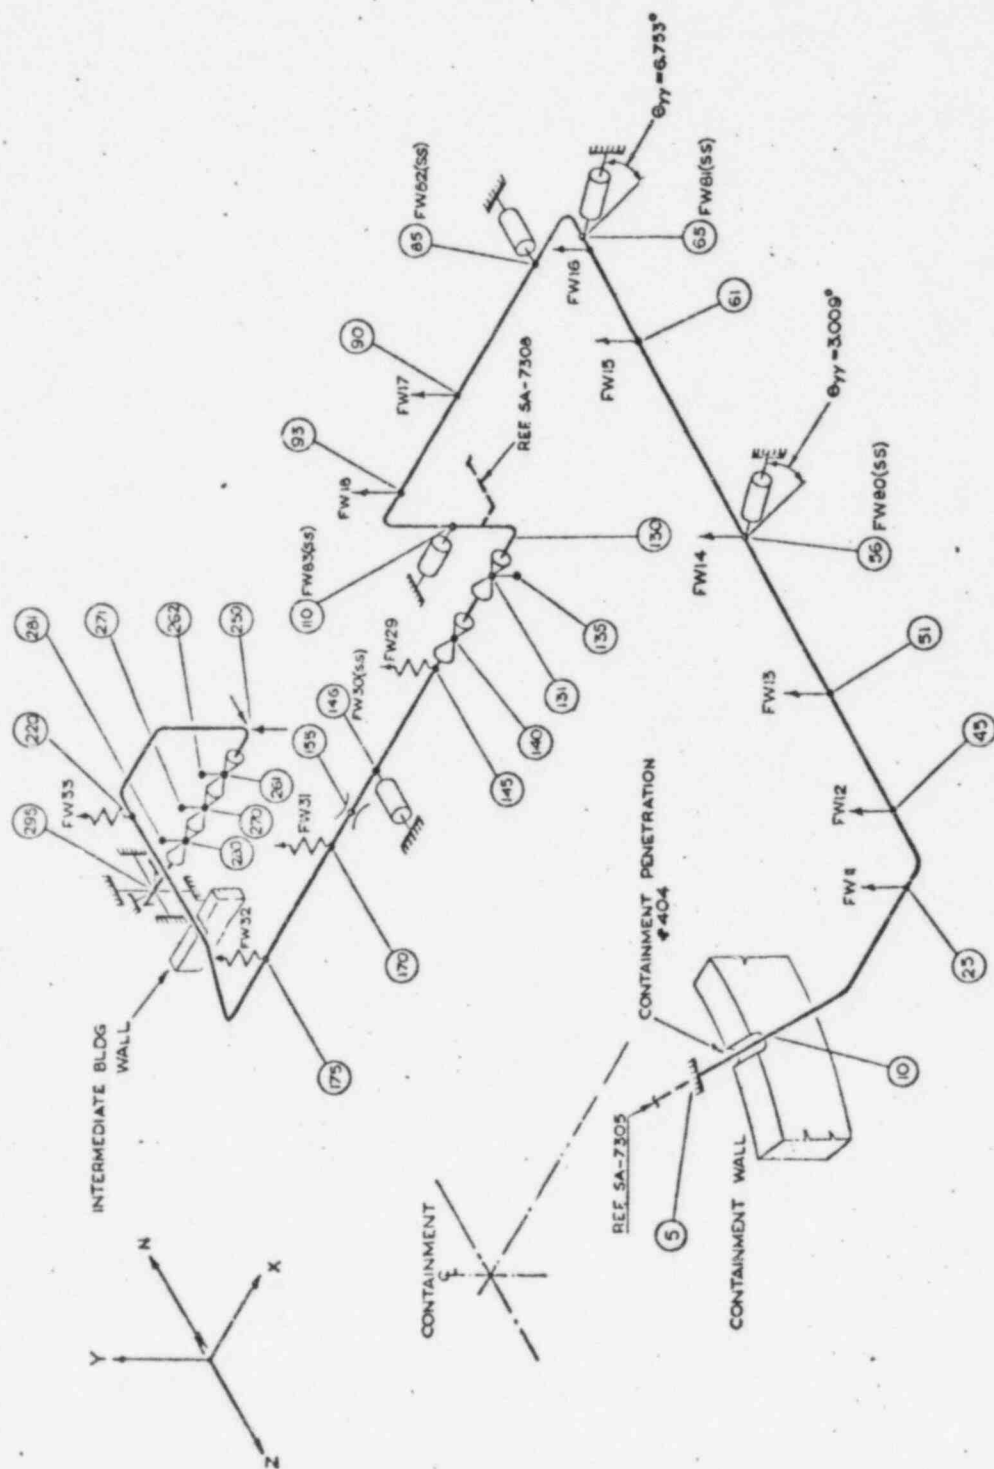 295
220
281
271
262
250
FW33
INTERMEDIATE BLDG
WALL
FW32
280
270
261
FW31
155
146
FW30(SS)
175
170
145
FW29
140
131
135
110
FW83(SS)
130
FW18
93
FW17
90
REF. SA-7308
85
FW82(SS)
FW16
65
FW81(SS)
θyy = 6.753°
FW15
61
FW14
56
FW80(SS)
θyy = 3.009°
FW13
51
FW12
45
25
N
Y
X
Z
CONTAINMENT
℄
REF. SA-7305
5
CONTAINMENT PENETRATION
#404
10
CONTAINMENT WALL